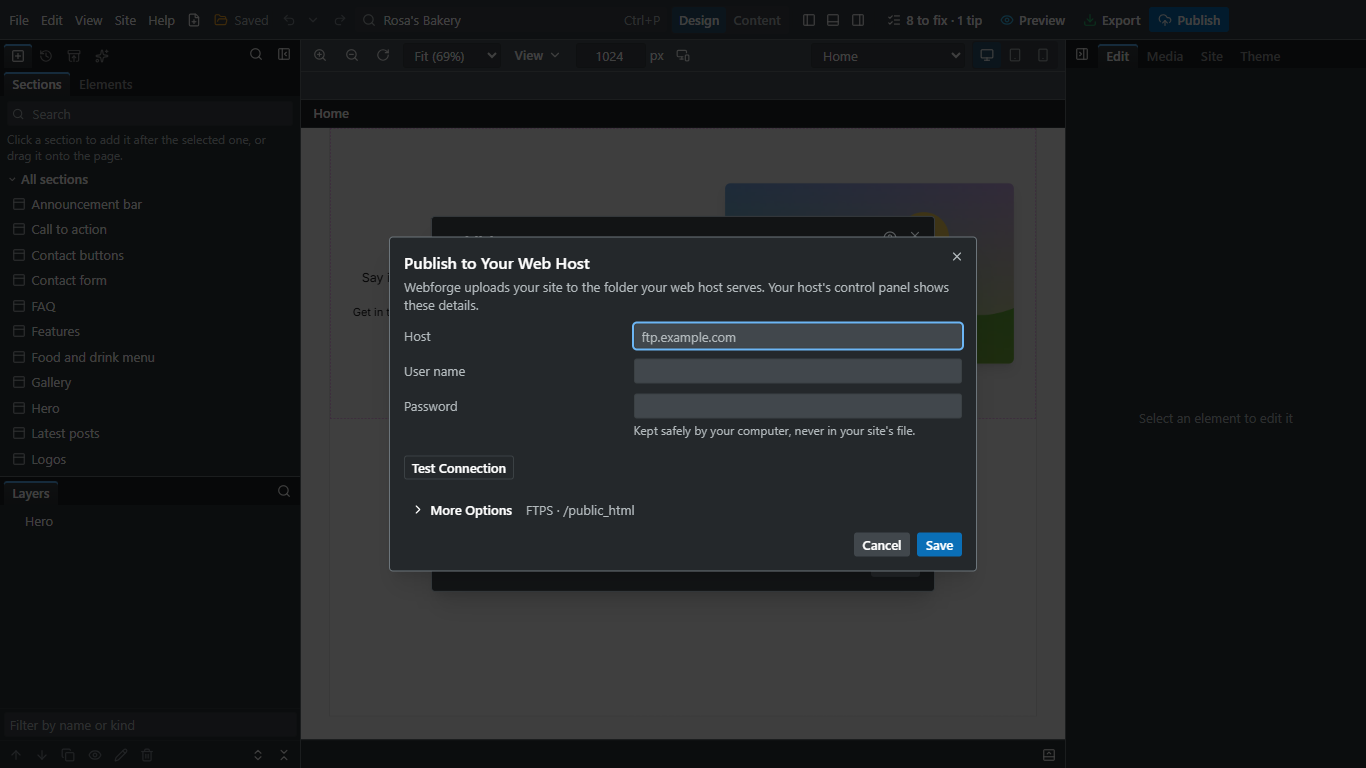 File Edit View Site Help Saved Rosa's Bakery Ctrl+P Design Content 8 to fix · 1 tip Preview Export Publish
Fit (69%) View 1024 px Home Edit Media Site Theme
Sections Elements
Search
Click a section to add it after the selected one, or
drag it onto the page.
All sections
Announcement bar
Call to action
Contact buttons
Contact form
FAQ
Features
Food and drink menu
Gallery
Hero
Latest posts
Logos
Layers
Hero
Filter by name or kind
Home
Say
Get in
Publish to Your Web Host
Webforge uploads your site to the folder your web host serves. Your host's control panel shows
these details.
Host ftp.example.com
User name
Password
Kept safely by your computer, never in your site's file.
Test Connection
More Options FTPS · /public_html
Cancel Save
Select an element to edit it